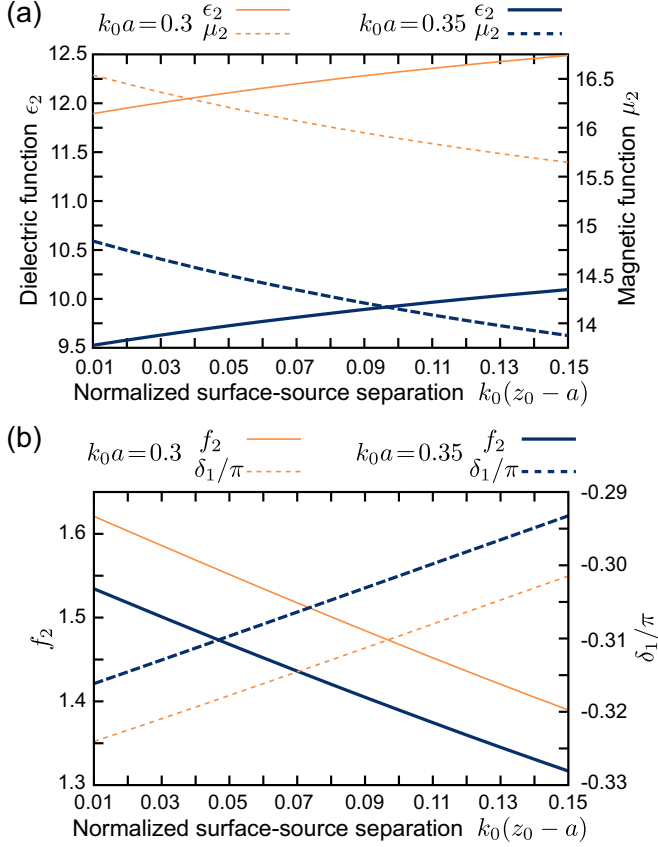 (a)
k₀a=0.3 ϵ₂ k₀a=0.35 ϵ₂
μ₂ μ₂
Dielectric function ϵ₂
12.5
12.0
11.5
10.5
10.0
9.5
16.5
16
15.5
15
14.5
14
Magnetic function μ₂
0.01 0.03 0.05 0.07 0.09 0.11 0.13 0.15
Normalized surface-source separation k₀(z₀−a)
(b)
k₀a=0.3 f₂ k₀a=0.35 f₂
δ₁/π δ₁/π
f₂
1.6
1.5
1.4
1.3
-0.29
-0.30
-0.31
-0.32
-0.33
δ₁/π
0.01 0.03 0.05 0.07 0.09 0.11 0.13 0.15
Normalized surface-source separation k₀(z₀−a)